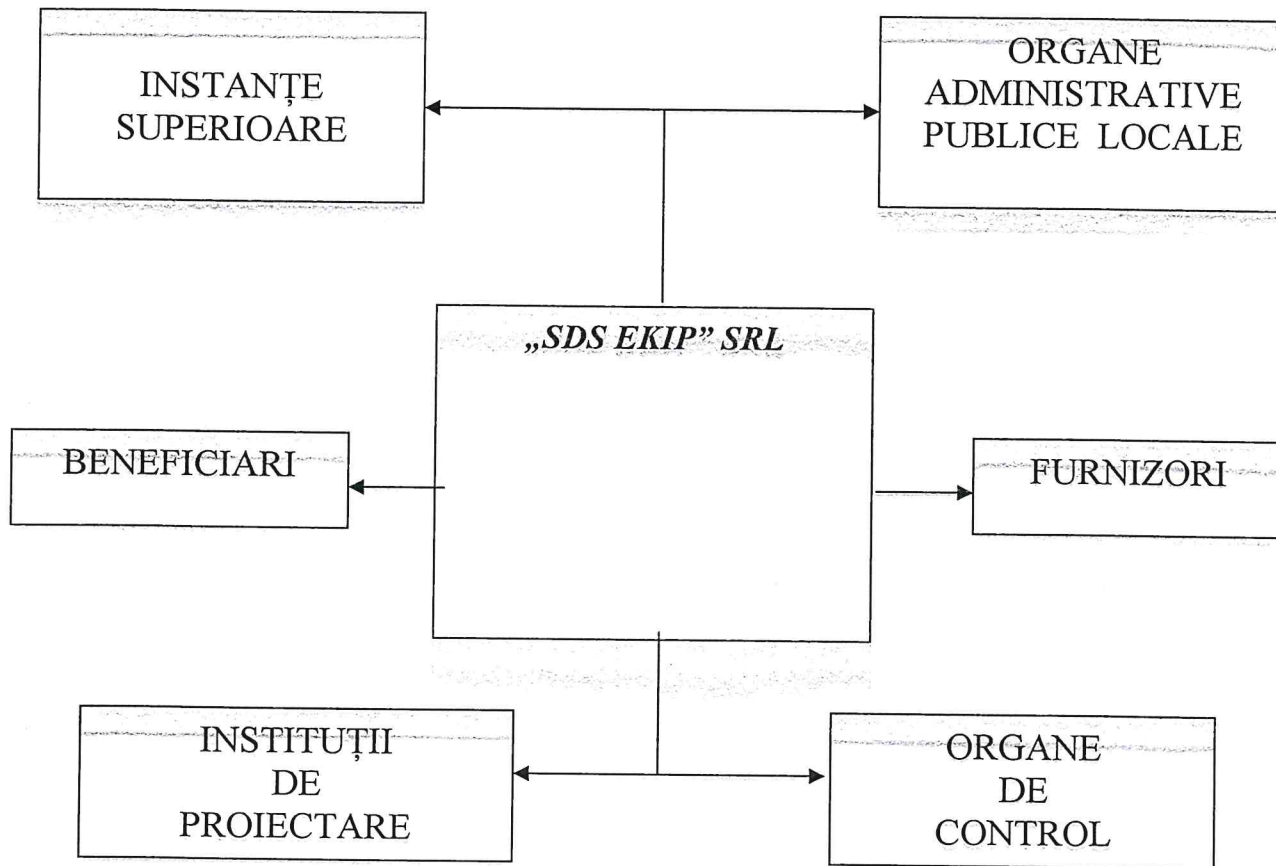 INSTANȚE
SUPERIOARE
ORGANE
ADMINISTRATIVE
PUBLICE LOCALE
„SDS EKIP” SRL
BENEFICIARI
FURNIZORI
INSTITUȚII
DE
PROIECTARE
ORGANE
DE
CONTROL